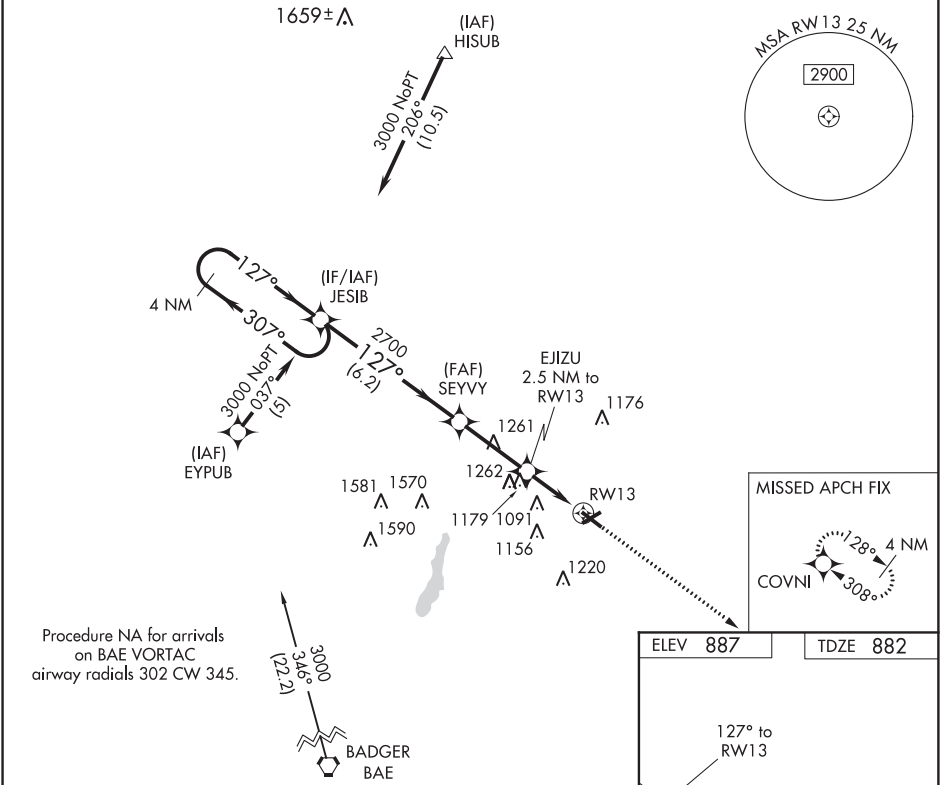 1659±
(IAF)
HISUB
3000 NoPT
206°
(10.5)
MSA RW13 25 NM
2900
127°
4 NM
307°
(IF/IAF)
JESIB
3000 NoPT
037°
(5)
(IAF)
EYPUB
2700
127°
(6.2)
(FAF)
SEYVY
EJIZU
2.5 NM to
RW13
1176
1261
1262
1581
1570
1179
1091
RW13
1590
1156
1220
MISSED APCH FIX
128°
4 NM
COVNI
308°
Procedure NA for arrivals
on BAE VORTAC
airway radials 302 CW 345.
3000
346°
(22.2)
BADGER
BAE
ELEV 887
TDZE 882
127° to
RW13